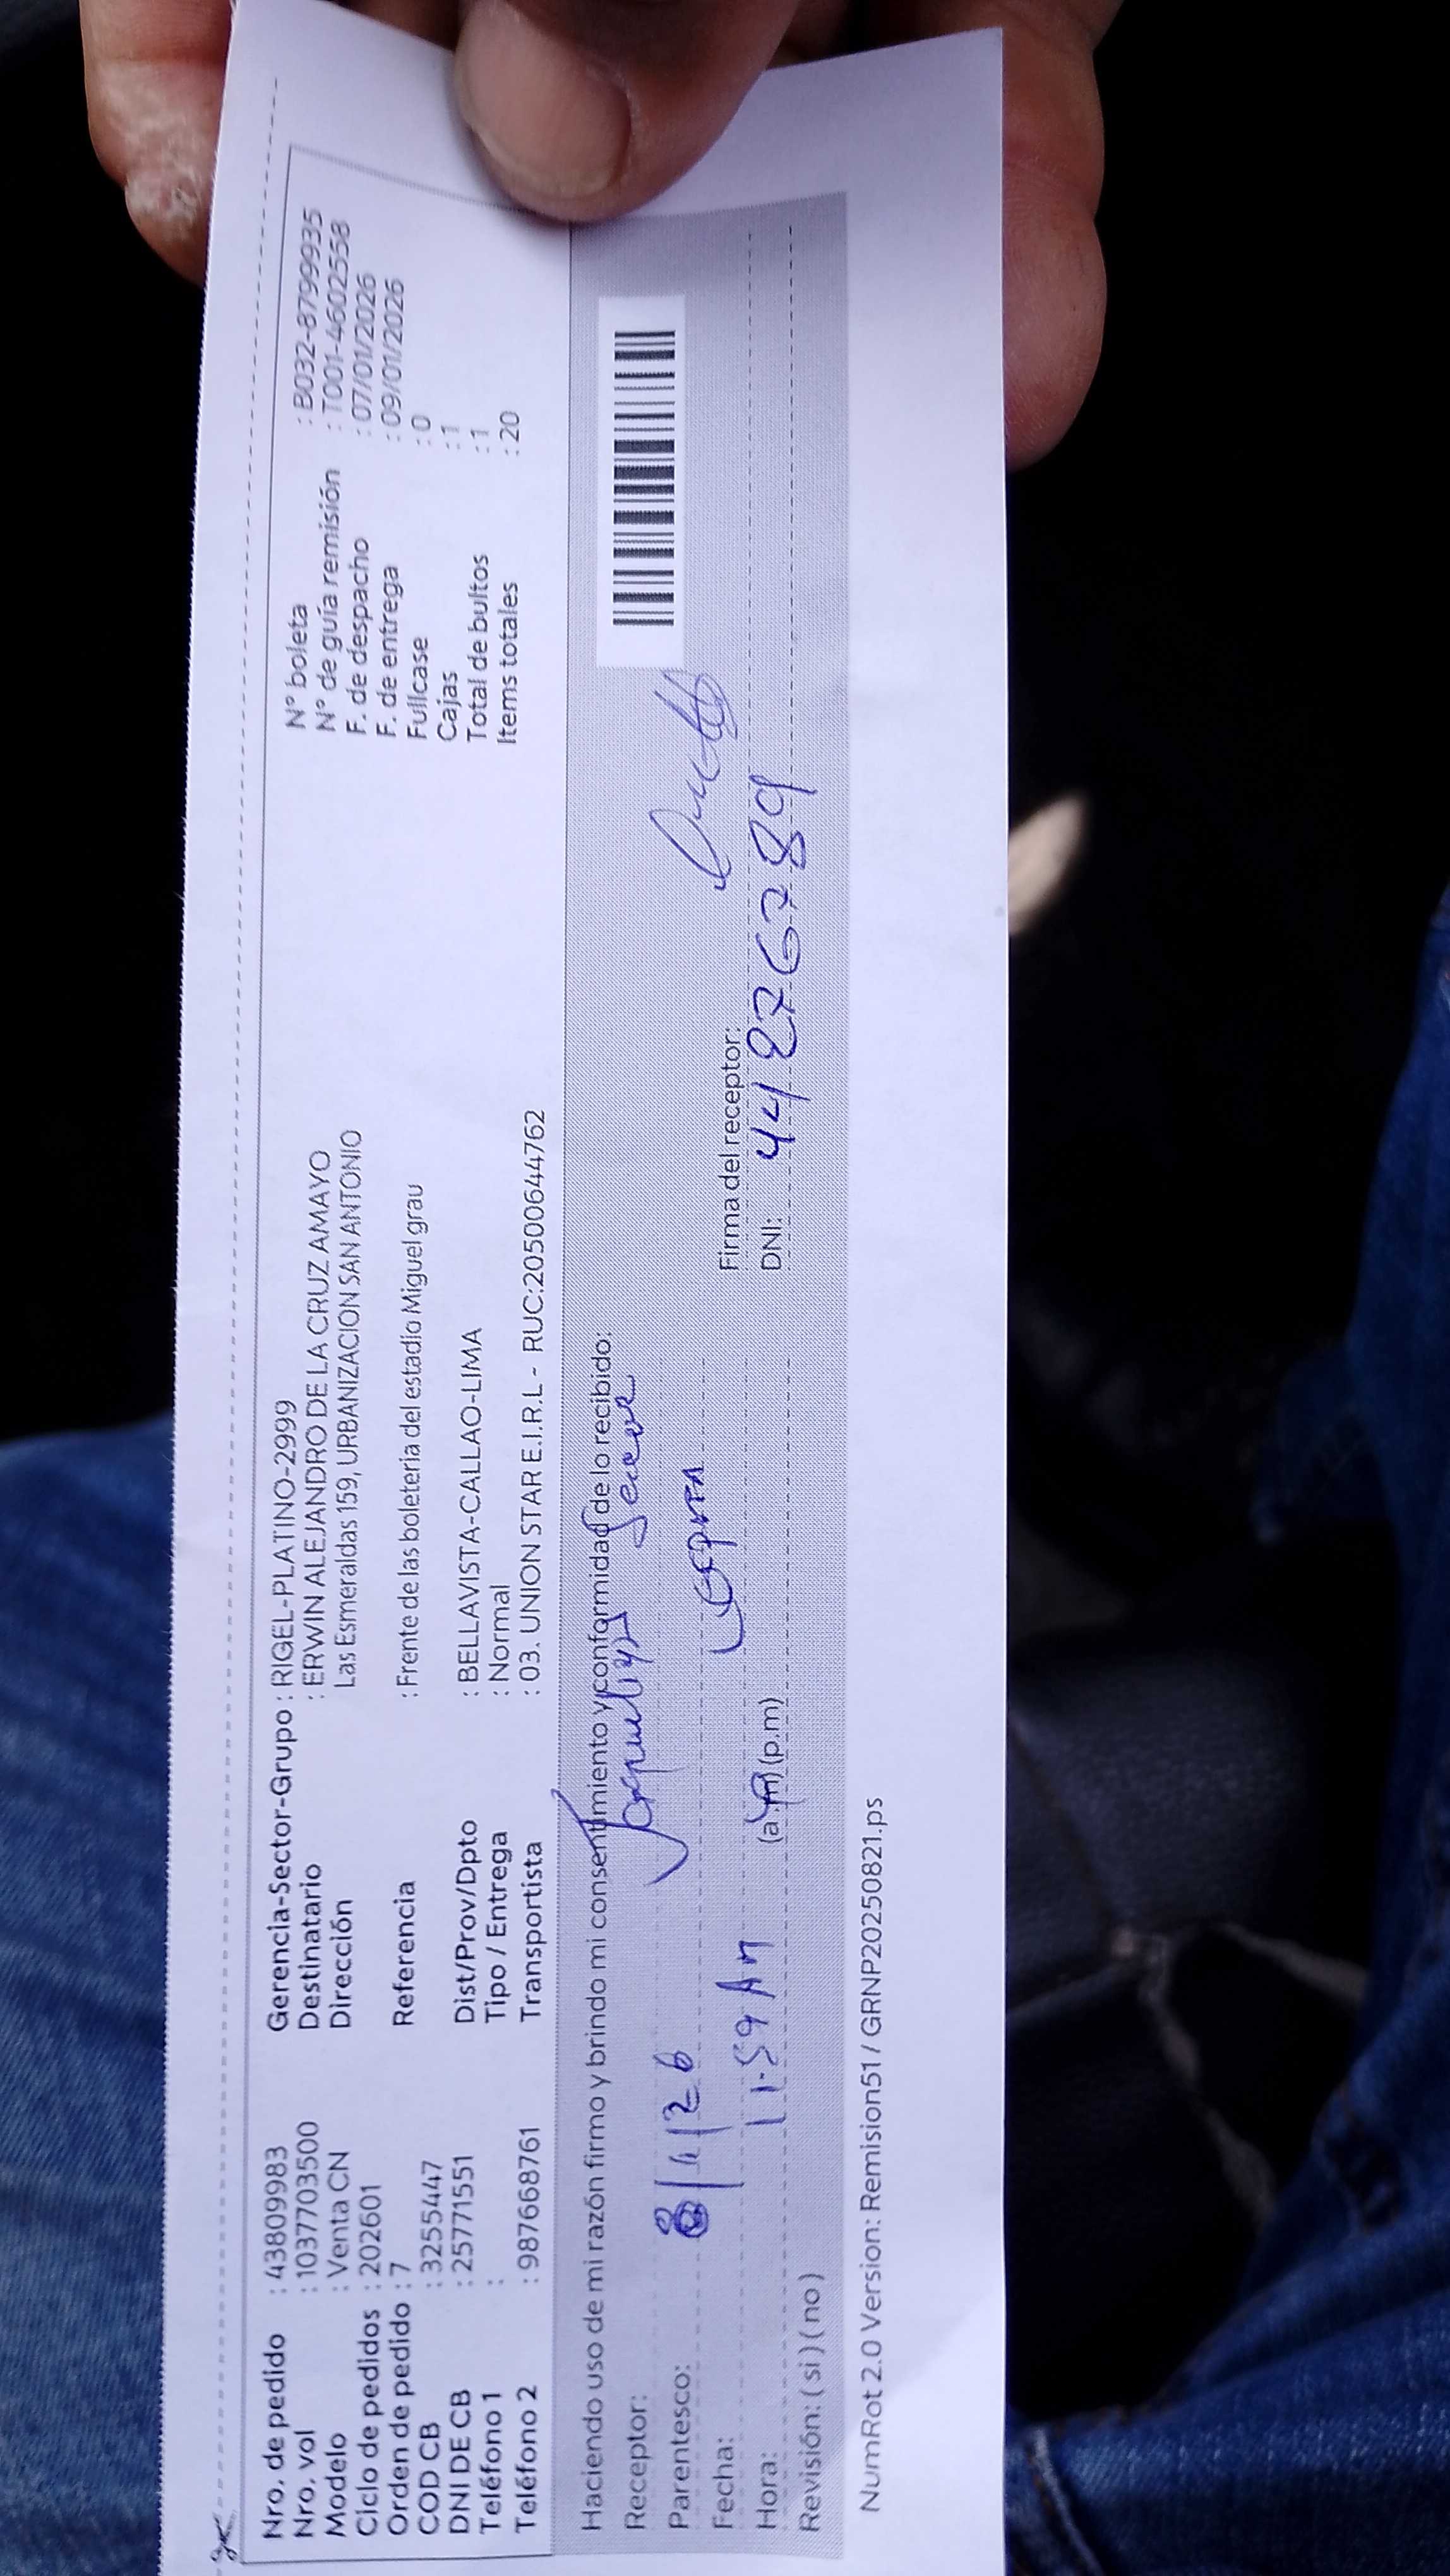 Nro. de pedido : 43809983 Gerencia-Sector-Grupo : RIGEL-PLATINO-2999 N° boleta : B032-87999935
Nro. vol : 10377703500 Destinatario : ERWIN ALEJANDRO DE LA CRUZ AMAYO N° de guía remisión : T001-46602558
Modelo : Venta CN Dirección Las Esmeraldas 159, URBANIZACION SAN ANTONIO F. de despacho : 07/01/2026
Ciclo de pedidos : 202601 F. de entrega : 09/01/2026
Orden de pedido : 7 Referencia : Frente de las boleteria del estadio Miguel grau Fullcase : 0
COD CB : 3255447 Cajas : 1
DNI DE CB : 25771551 Dist/Prov/Dpto : BELLAVISTA-CALLAO-LIMA Total de bultos : 1
Teléfono 1 : Tipo / Entrega : Normal Items totales : 20
Teléfono 2 : 987668761 Transportista : 03. UNION STAR E.I.R.L - RUC:20500644762
Haciendo uso de mi razón firmo y brindo mi consentimiento y conformidad de lo recibido:
Receptor:
Parentesco:
Fecha: 8/1/26 Firma del receptor:
Hora: 11:59 AM (a.m) (p.m) DNI: 44276789
Revisión: ( si ) ( no )
NumRot 2.0 Version: Remision51 / GRNP20250821.ps